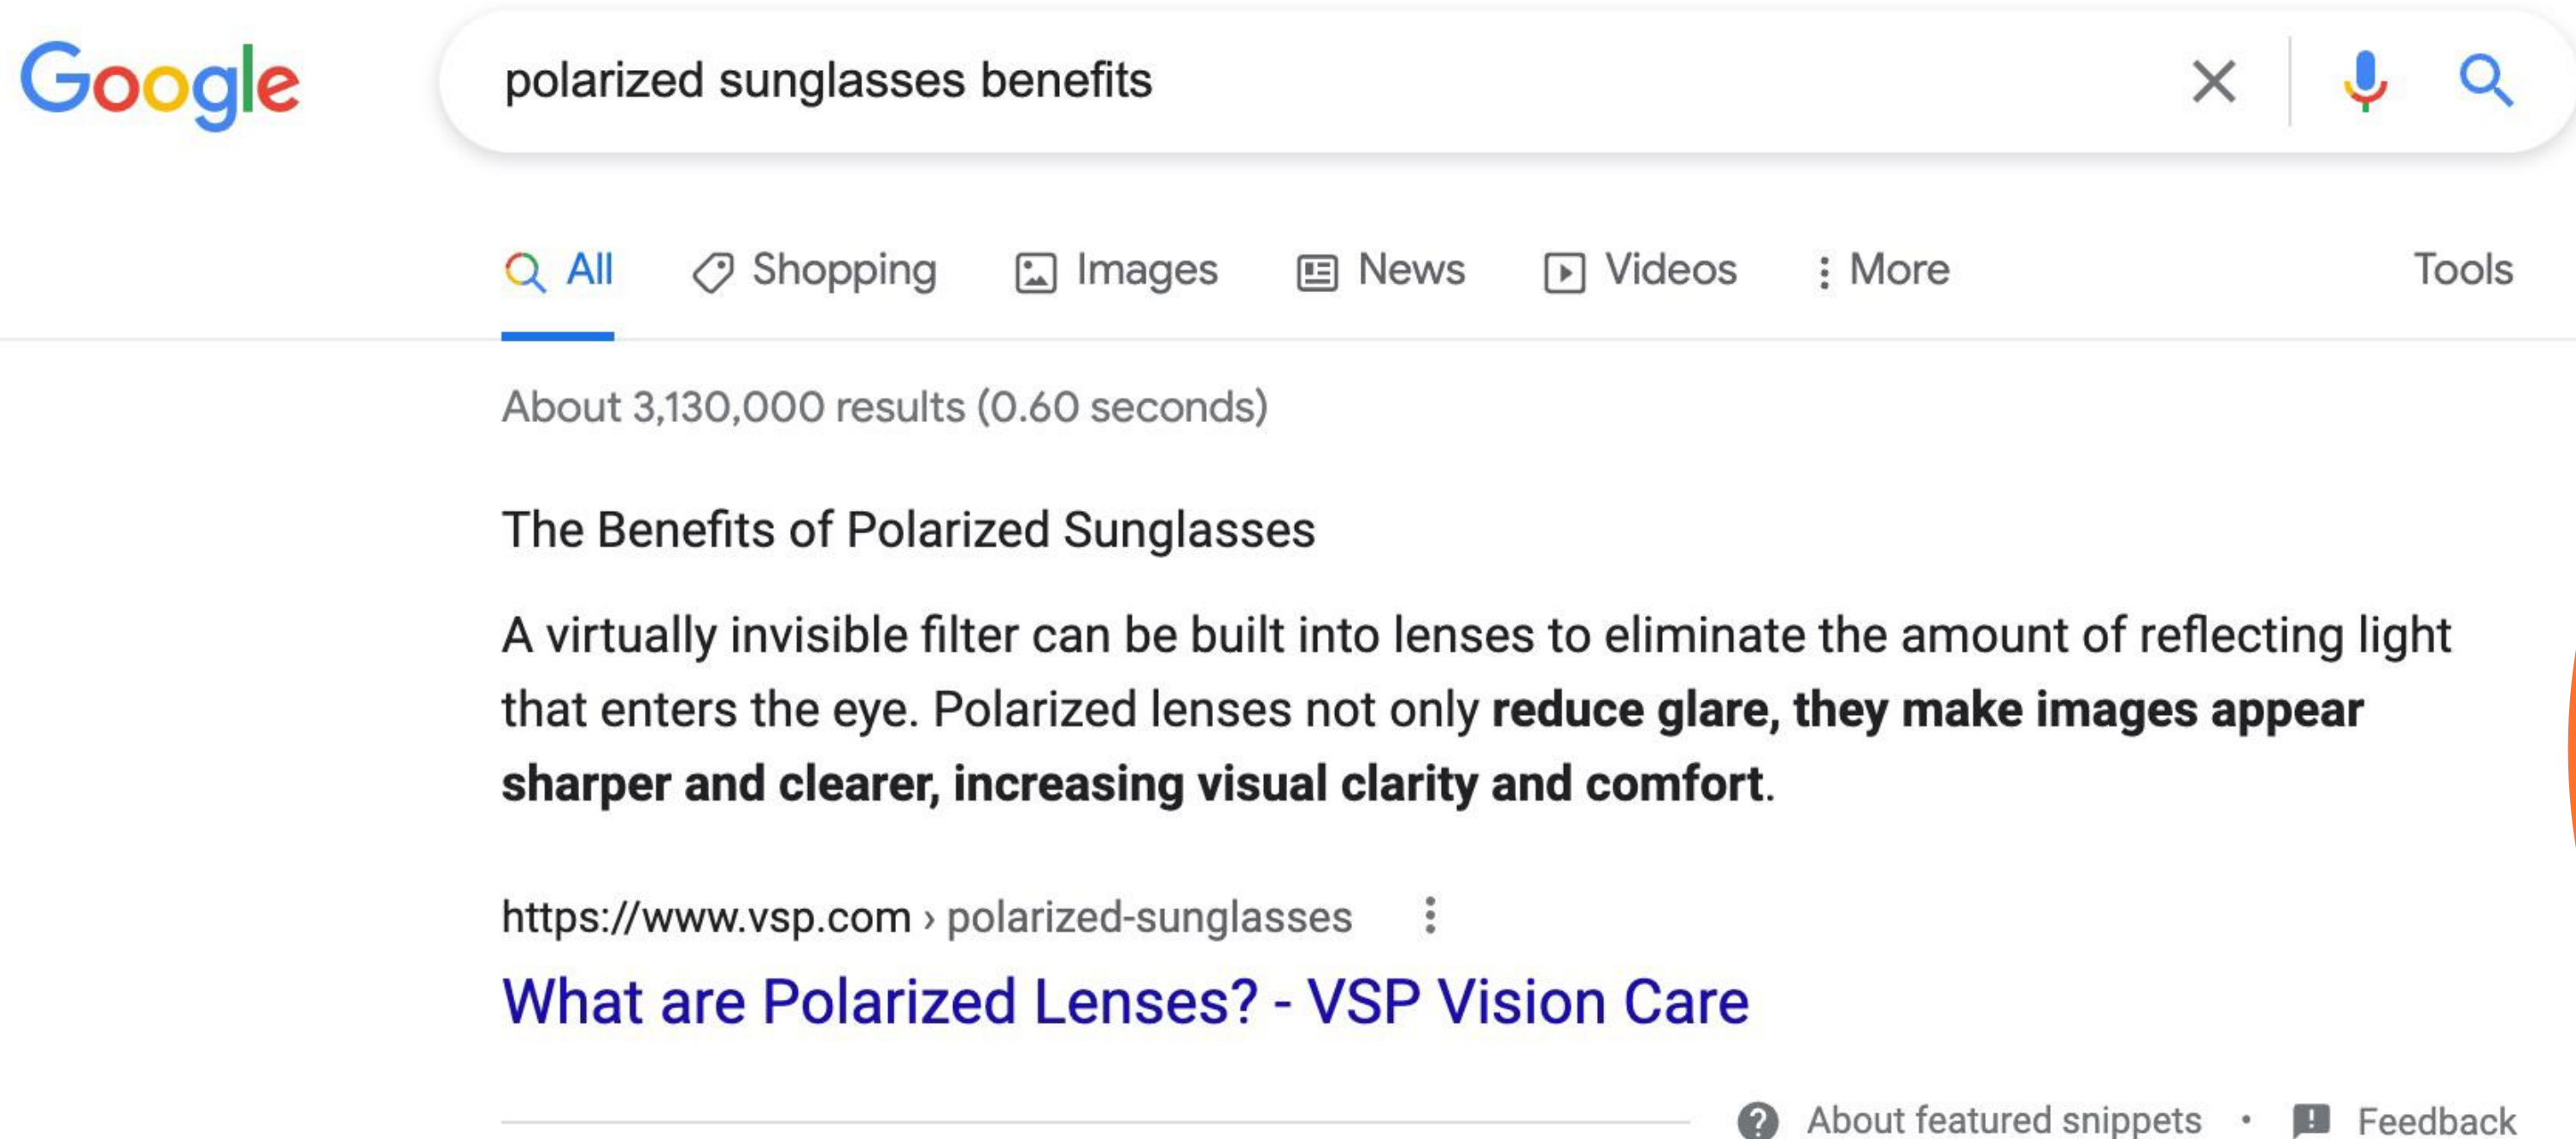 Google
polarized sunglasses benefits
All Shopping Images News Videos More Tools
About 3,130,000 results (0.60 seconds)
The Benefits of Polarized Sunglasses
A virtually invisible filter can be built into lenses to eliminate the amount of reflecting light
that enters the eye. Polarized lenses not only reduce glare, they make images appear
sharper and clearer, increasing visual clarity and comfort.
https://www.vsp.com › polarized-sunglasses
What are Polarized Lenses? - VSP Vision Care
About featured snippets • Feedback